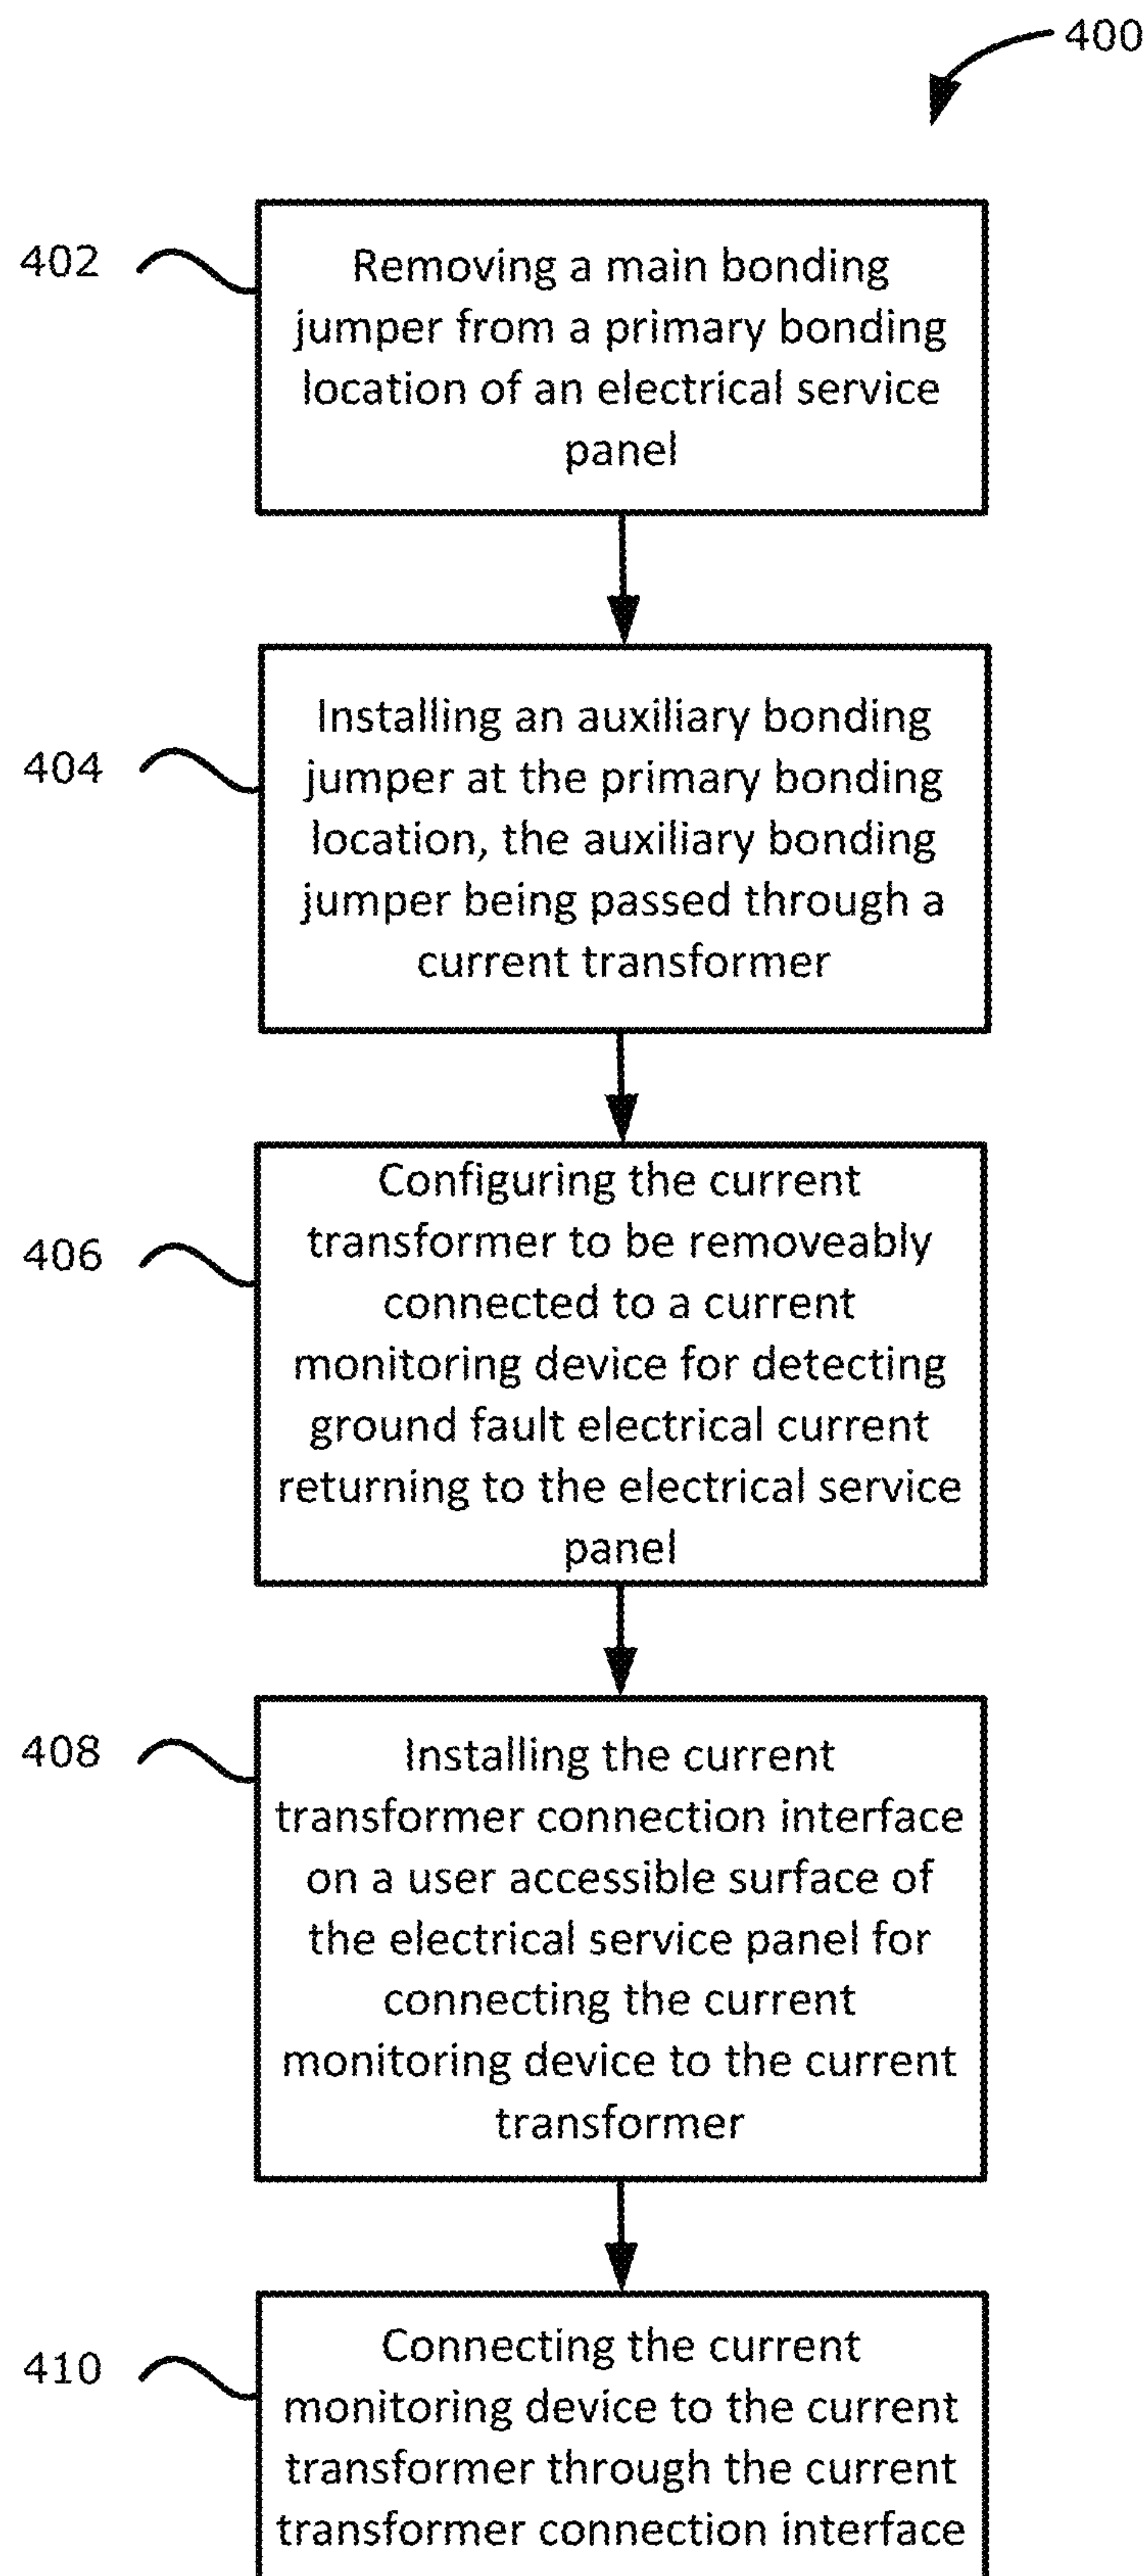 400
402
Removing a main bonding
jumper from a primary bonding
location of an electrical service
panel
404
Installing an auxiliary bonding
jumper at the primary bonding
location, the auxiliary bonding
jumper being passed through a
current transformer
406
Configuring the current
transformer to be removeably
connected to a current
monitoring device for detecting
ground fault electrical current
returning to the electrical service
panel
408
Installing the current
transformer connection interface
on a user accessible surface of
the electrical service panel for
connecting the current
monitoring device to the current
transformer
410
Connecting the current
monitoring device to the current
transformer through the current
transformer connection interface